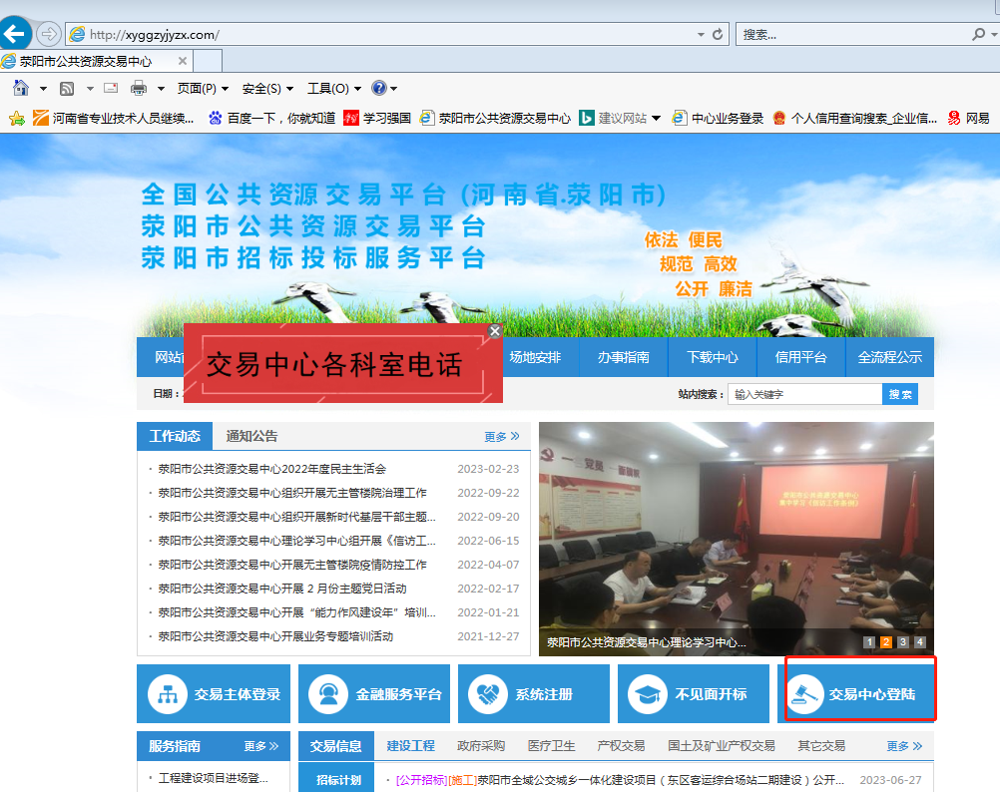 http://xyggzyjyzx.com/
搜索...
荥阳市公共资源交易中心
页面(P) 安全(S) 工具(O)
河南省专业技术人员继续... 百度一下，你就知道 学习强国 荥阳市公共资源交易中心 建议网站 中心业务登录 个人信用查询搜索_企业信... 网易
全国公共资源交易平台 (河南省.荥阳市)
荥阳市公共资源交易平台
荥阳市招标投标服务平台
依法 便民
规范 高效
公开 廉洁
交易中心各科室电话
网站 场地安排 办事指南 下载中心 信用平台 全流程公示
日期： 站内搜索： 输入关键字 搜 索
工作动态 通知公告 更多
荥阳市公共资源交易中心2022年度民主生活会 2023-02-23
荥阳市公共资源交易中心组织开展无主管楼院治理工作 2022-09-22
荥阳市公共资源交易中心组织开展新时代基层干部主题... 2022-09-20
荥阳市公共资源交易中心理论学习中心组开展《信访工... 2022-06-15
荥阳市公共资源交易中心开展无主管楼院疫情防控工作 2022-04-07
荥阳市公共资源交易中心开展 2 月份主题党日活动 2022-02-17
荥阳市公共资源交易中心开展“能力作风建设年”培训... 2022-01-21
荥阳市公共资源交易中心开展业务专题培训活动 2021-12-27
荥阳市公共资源交易中心
集中学习《信访工作条例》
荥阳市公共资源交易中心理论学习中心... 1 2 3 4
交易主体登录 金融服务平台 系统注册 不见面开标 交易中心登陆
服务指南 更多 交易信息 建设工程 政府采购 医疗卫生 产权交易 国土及矿业产权交易 其它交易 更多
工程建设项目进场登... 招标计划 [公开招标][施工]荥阳市全域公交城乡一体化建设项目（东区客运综合场站二期建设）公开... 2023-06-27